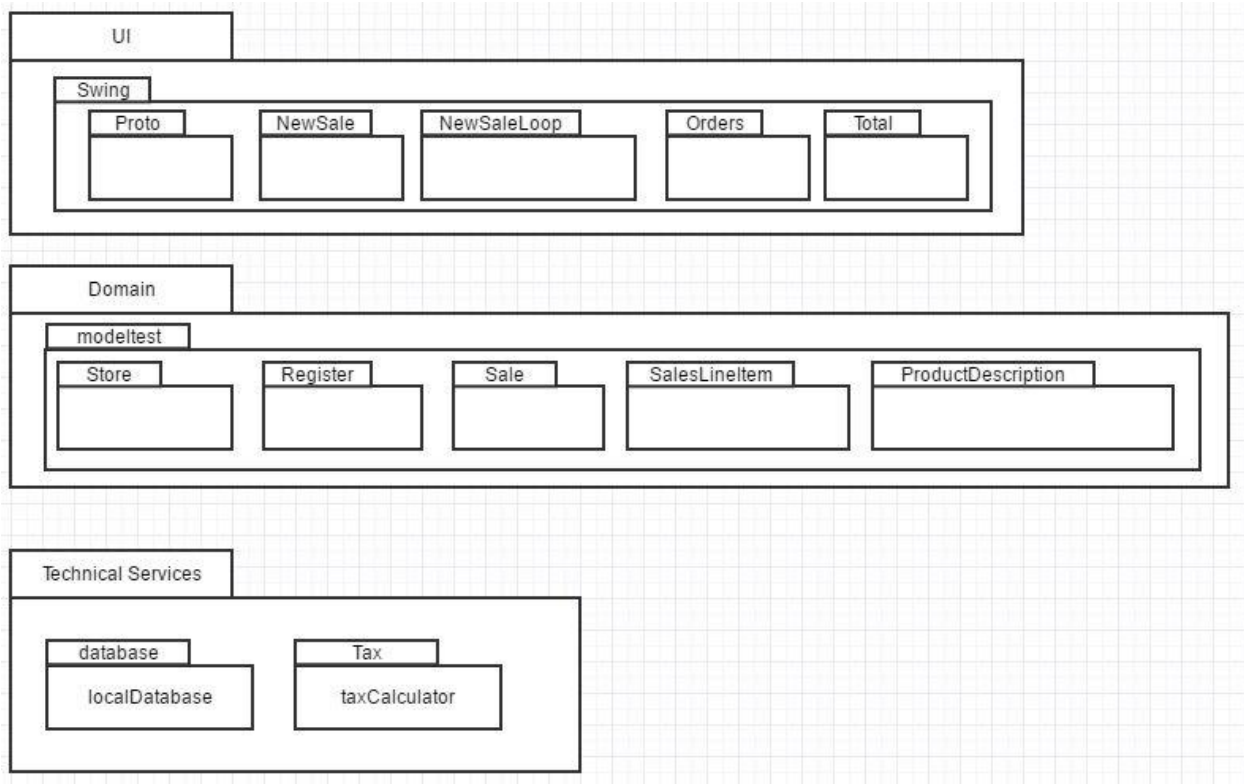 UI
Swing
Proto
NewSale
NewSaleLoop
Orders
Total
Domain
modeltest
Store
Register
Sale
SalesLineItem
ProductDescription
Technical Services
database
Tax
localDatabase
taxCalculator